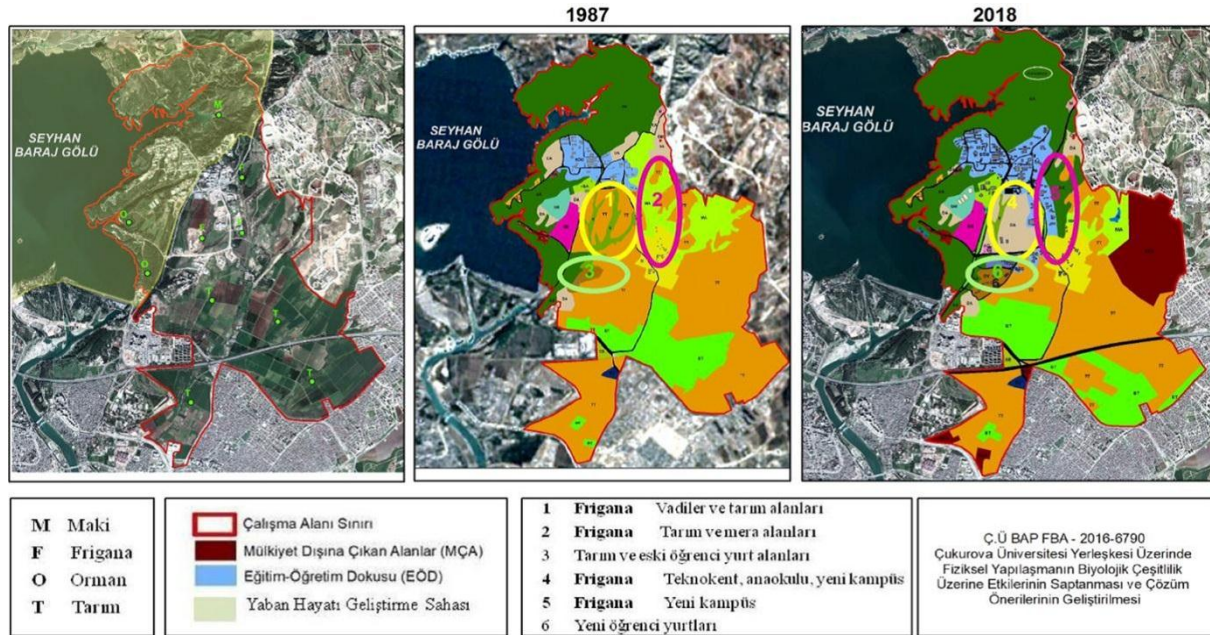 1987
2018
SEYHAN
BARAJ GÖLÜ
SEYHAN
BARAJ GÖLÜ
SEYHAN
BARAJ GÖLÜ
M
F
F
F
O
O
T
T
T
T
1
2
3
4
M Maki
F Frigana
O Orman
T Tarım
Çalışma Alanı Sınırı
Mülkiyet Dışına Çıkan Alanlar (MÇA)
Eğitim-Öğretim Dokusu (EÖD)
Yaban Hayatı Geliştirme Sahası
1 Frigana Vadiler ve tarım alanları
2 Frigana Tarım ve mera alanları
3 Tarım ve eski öğrenci yurt alanları
4 Frigana Teknokent, anaokulu, yeni kampüs
5 Frigana Yeni kampüs
6 Yeni öğrenci yurtları
Ç.Ü BAP FBA - 2016-6790
Çukurova Üniversitesi Yerleşkesi Üzerinde
Fiziksel Yapılaşmanın Biyolojik Çeşitlilik
Üzerine Etkilerinin Saptanması ve Çözüm
Önerilerinin Geliştirilmesi